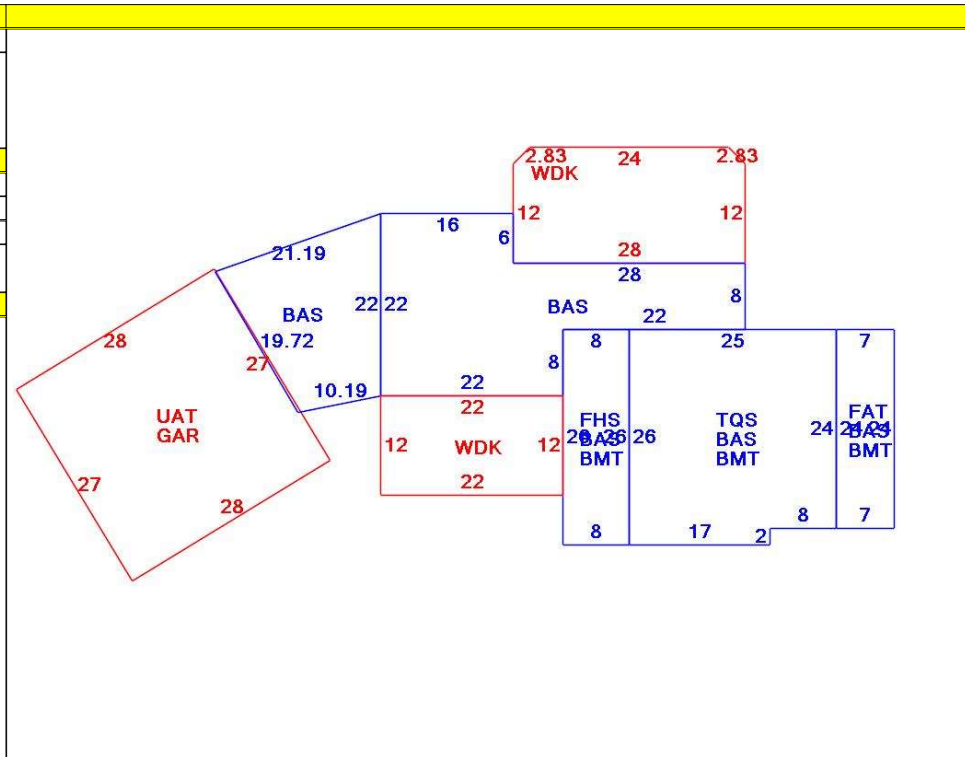 2.83 24 2.83
WDK
12 12
28
16
6
28
21.19
8
BAS
22 22
BAS
22
19.72
28
27
8 25 7
8
22
10.19
22
UAT
GAR
12 WDK 12
FHS
BAS
BMT
26 26
TQS
BAS
BMT
24
FAT
BAS
BMT
24 24
22
27
28
8 7
8 17 2